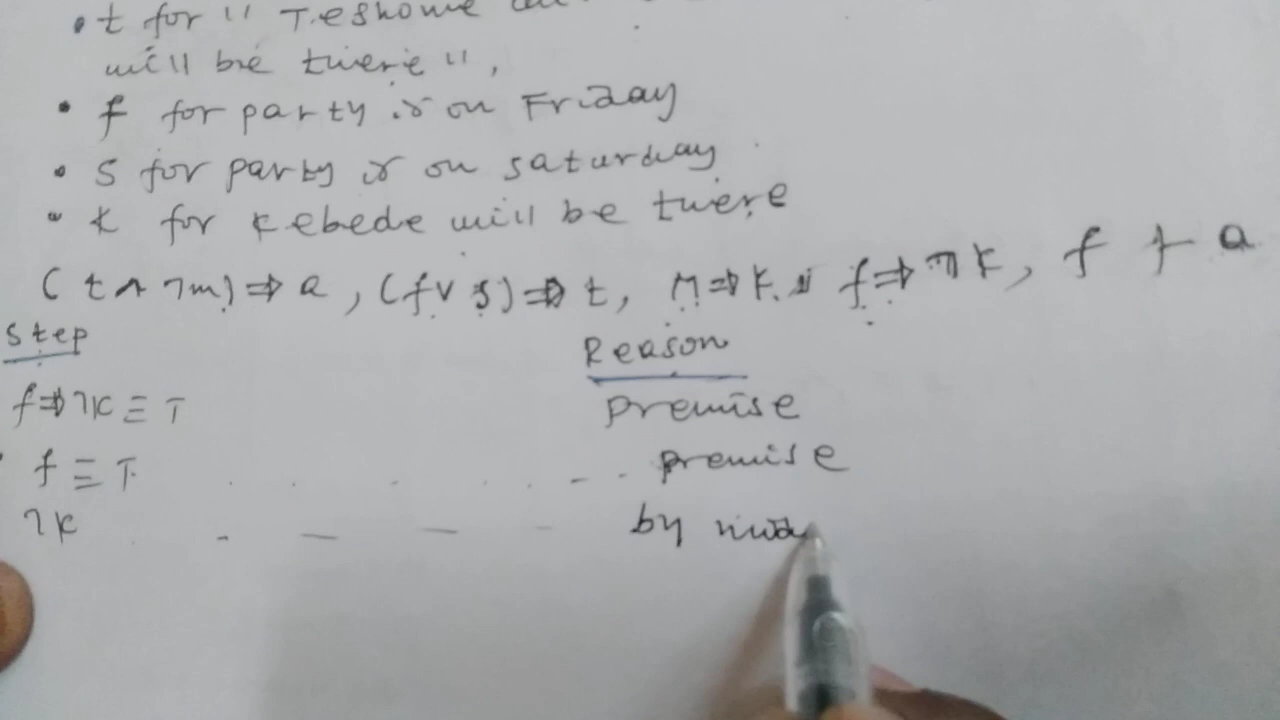 • t for " Teshome
will be there ",
• f for party is on Friday
• S for party is on saturday
• K for Kebede will be there
(t ∧ ¬m) ⇒ a, (f ∨ s) ⇒ t, m ⇒ k, f ⇒ ¬k, f ⊢ a
Step Reason
f ⇒ ¬k ≡ T premise
f ≡ T premise
¬k by